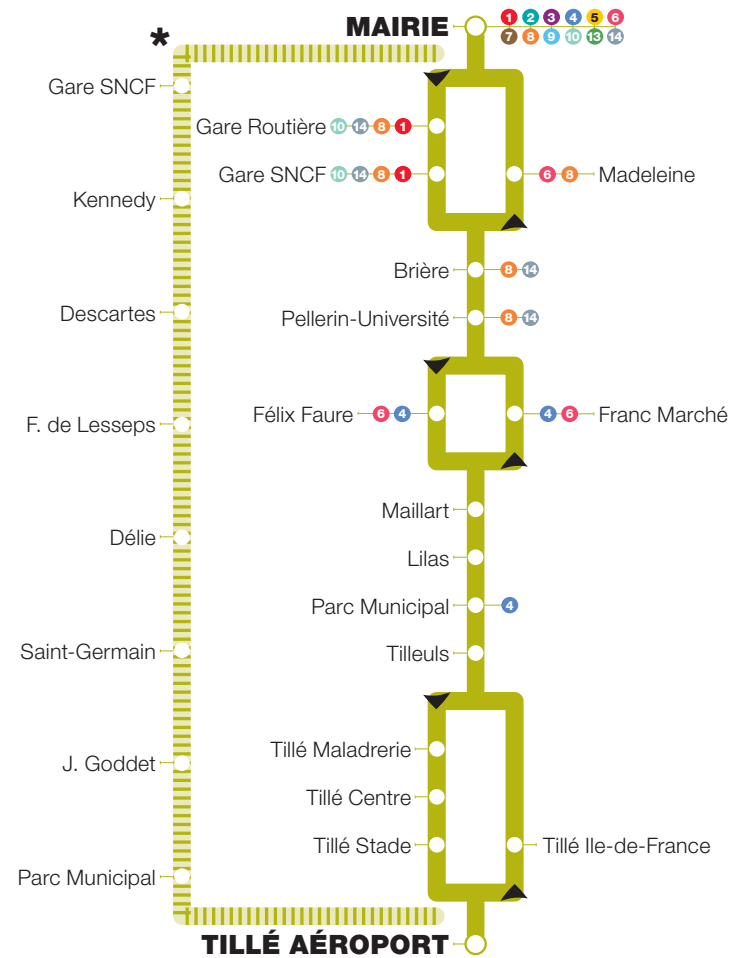 MAIRIE 1 2 3 4 5 6
7 8 9 10 13 14
*
Gare SNCF
Kennedy
Descartes
F. de Lesseps
Délie
Saint-Germain
J. Goddet
Parc Municipal
Gare Routière 10 14 8 1
Gare SNCF 10 14 8 1
6 8 Madeleine
Brière 8 14
Pellerin-Université 8 14
Félix Faure 6 4
4 6 Franc Marché
Maillart
Lilas
Parc Municipal 4
Tilleuls
Tillé Maladrerie
Tillé Centre
Tillé Stade
Tillé Ile-de-France
TILLÉ AÉROPORT